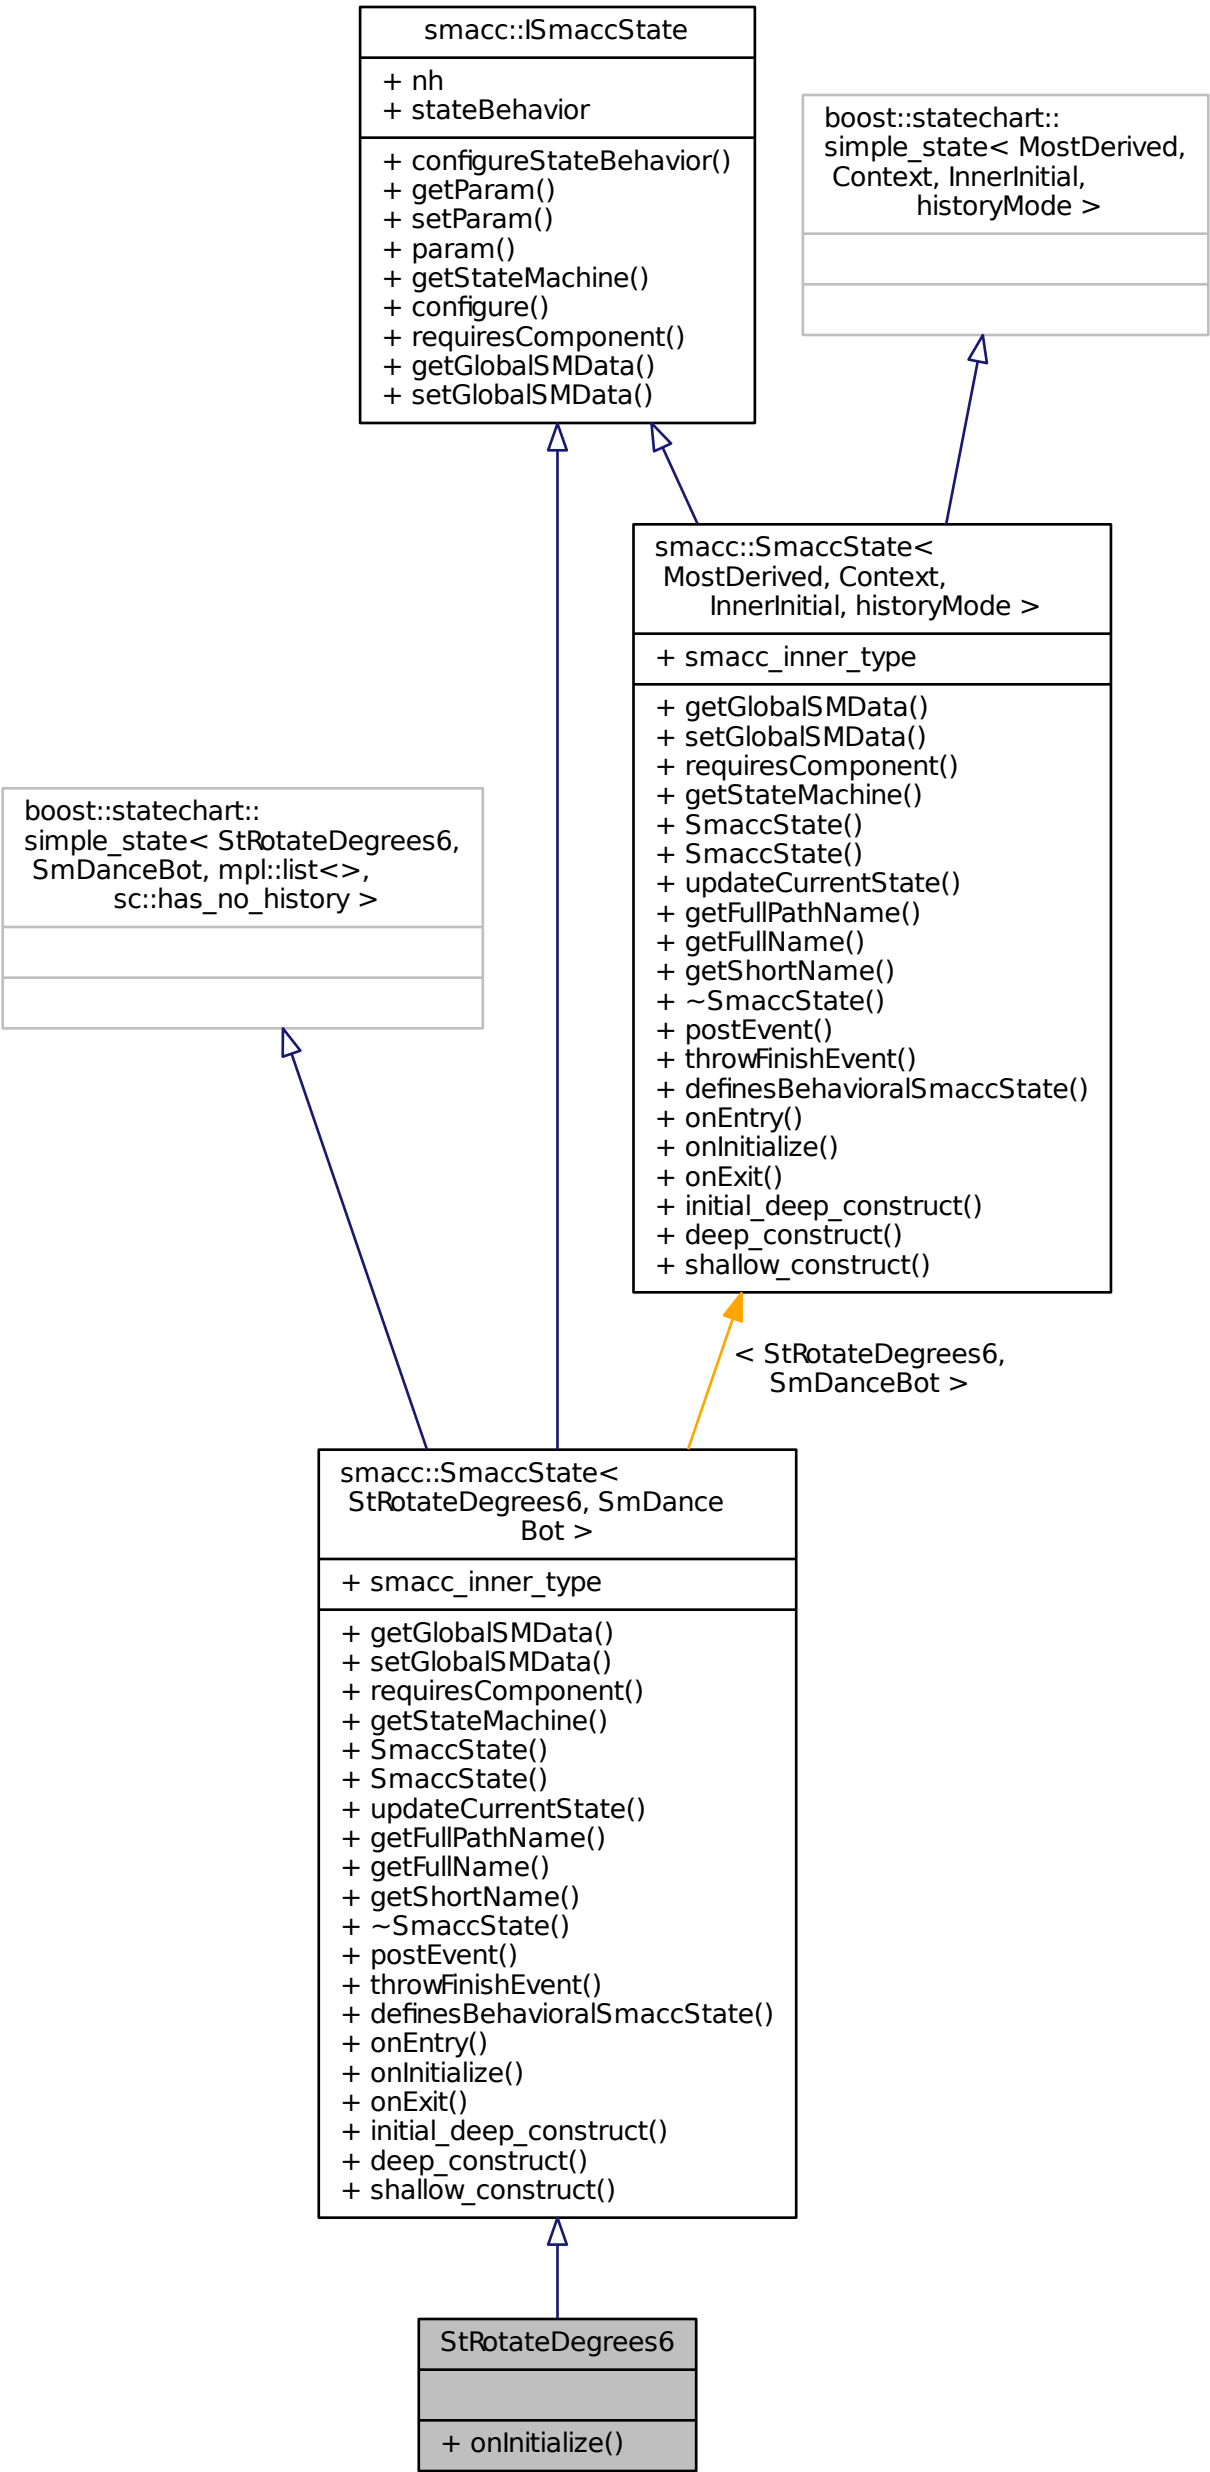 smacc::ISmaccState
+ nh
+ stateBehavior
+ configureStateBehavior()
+ getParam()
+ setParam()
+ param()
+ getStateMachine()
+ configure()
+ requiresComponent()
+ getGlobalSMData()
+ setGlobalSMData()
boost::statechart::
simple_state< MostDerived,
Context, InnerInitial,
historyMode >
smacc::SmaccState<
MostDerived, Context,
InnerInitial, historyMode >
+ smacc_inner_type
+ getGlobalSMData()
+ setGlobalSMData()
+ requiresComponent()
+ getStateMachine()
+ SmaccState()
+ SmaccState()
+ updateCurrentState()
+ getFullPathName()
+ getFullName()
+ getShortName()
+ ~SmaccState()
+ postEvent()
+ throwFinishEvent()
+ definesBehavioralSmaccState()
+ onEntry()
+ onInitialize()
+ onExit()
+ initial_deep_construct()
+ deep_construct()
+ shallow_construct()
boost::statechart::
simple_state< StRotateDegrees6,
SmDanceBot, mpl::list<>,
sc::has_no_history >
< StRotateDegrees6,
SmDanceBot >
smacc::SmaccState<
StRotateDegrees6, SmDance
Bot >
+ smacc_inner_type
+ getGlobalSMData()
+ setGlobalSMData()
+ requiresComponent()
+ getStateMachine()
+ SmaccState()
+ SmaccState()
+ updateCurrentState()
+ getFullPathName()
+ getFullName()
+ getShortName()
+ ~SmaccState()
+ postEvent()
+ throwFinishEvent()
+ definesBehavioralSmaccState()
+ onEntry()
+ onInitialize()
+ onExit()
+ initial_deep_construct()
+ deep_construct()
+ shallow_construct()
StRotateDegrees6
+ onInitialize()